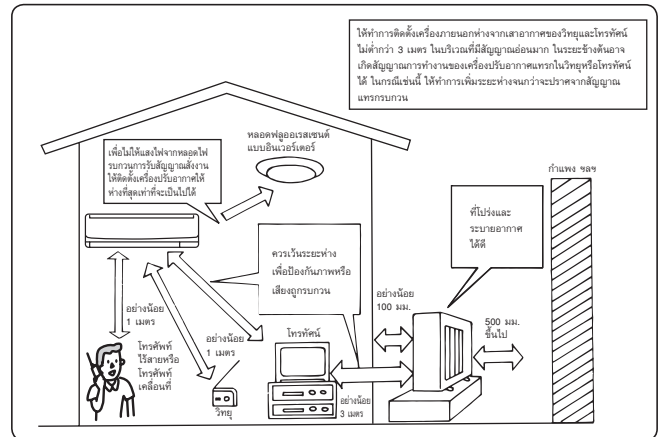 ให้ทำการติดตั้งเครื่องภายนอกห่างจากเสาอากาศของวิทยุและโทรทัศน์
ไม่ต่ำกว่า 3 เมตร ในบริเวณที่มีสัญญาณอ่อนมาก ในระยะข้างต้นอาจ
เกิดสัญญาณการทำงานของเครื่องปรับอากาศแทรกในวิทยุหรือโทรทัศน์
ได้ ในกรณีเช่นนี้ ให้ทำการเพิ่มระยะห่างจนกว่าจะปราศจากสัญญาณ
แทรกรบกวน
หลอดฟลูออเรสเซนต์
แบบอินเวอร์เตอร์
เพื่อไม่ให้แสงไฟจากหลอดไฟ
รบกวนการรับสัญญาณสั่งงาน
ให้ติดตั้งเครื่องปรับอากาศให้
ห่างที่สุดเท่าที่จะเป็นไปได้
กำแพง ฯลฯ
ที่โปร่งและ
ระบายอากาศ
ได้ดี
ควรเว้นระยะห่าง
เพื่อป้องกันภาพหรือ
เสียงถูกรบกวน
อย่างน้อย
100 มม.
500 มม.
ขึ้นไป
อย่างน้อย
1 เมตร
อย่างน้อย
1 เมตร
โทรทัศน์
โทรศัพท์
ไร้สายหรือ
โทรศัพท์
เคลื่อนที่
วิทยุ
อย่างน้อย
3 เมตร